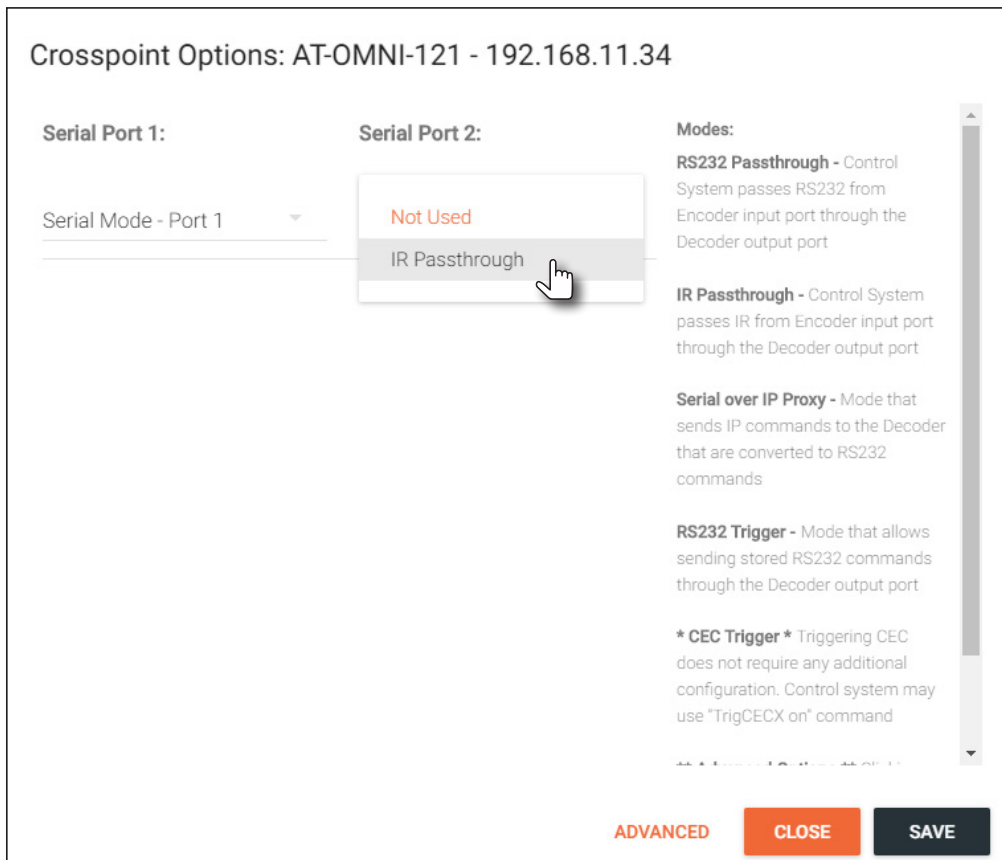 Crosspoint Options: AT-OMNI-121 - 192.168.11.34
Serial Port 1:
Serial Mode - Port 1
Serial Port 2:
Not Used
IR Passthrough
Modes:
RS232 Passthrough - Control
System passes RS232 from
Encoder input port through the
Decoder output port
IR Passthrough - Control System
passes IR from Encoder input port
through the Decoder output port
Serial over IP Proxy - Mode that
sends IP commands to the Decoder
that are converted to RS232
commands
RS232 Trigger - Mode that allows
sending stored RS232 commands
through the Decoder output port
* CEC Trigger * Triggering CEC
does not require any additional
configuration. Control system may
use "TrigCECX on" command
ADVANCED
CLOSE
SAVE